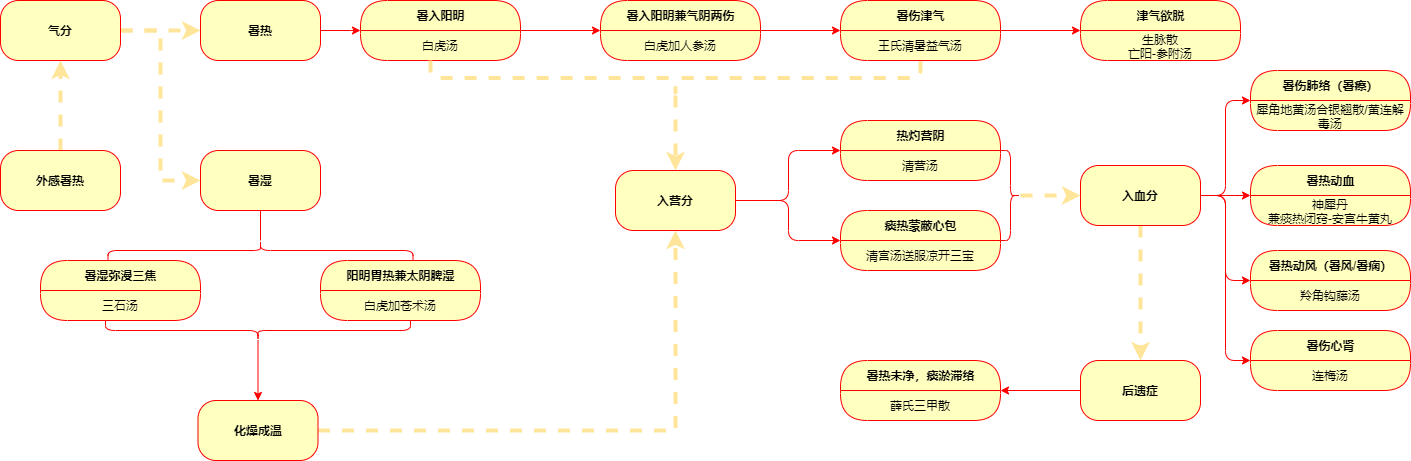 气分
暑热
暑入阳明
白虎汤
暑入阳明兼气阴两伤
白虎加人参汤
暑伤津气
王氏清暑益气汤
津气欲脱
生脉散
亡阳-参附汤
外感暑热
暑湿
暑湿弥漫三焦
三石汤
阳明胃热兼太阴脾湿
白虎加苍术汤
化燥成温
入营分
热灼营阴
清营汤
痰热蒙蔽心包
清宫汤送服凉开三宝
入血分
暑伤肺络（暑瘵）
犀角地黄汤合银翘散/黄连解
毒汤
暑热动血
神犀丹
兼痰热闭窍-安宫牛黄丸
暑热动风（暑风/暑痫）
羚角钩藤汤
暑伤心肾
连梅汤
后遗症
暑热未净，痰淤滞络
薛氏三甲散